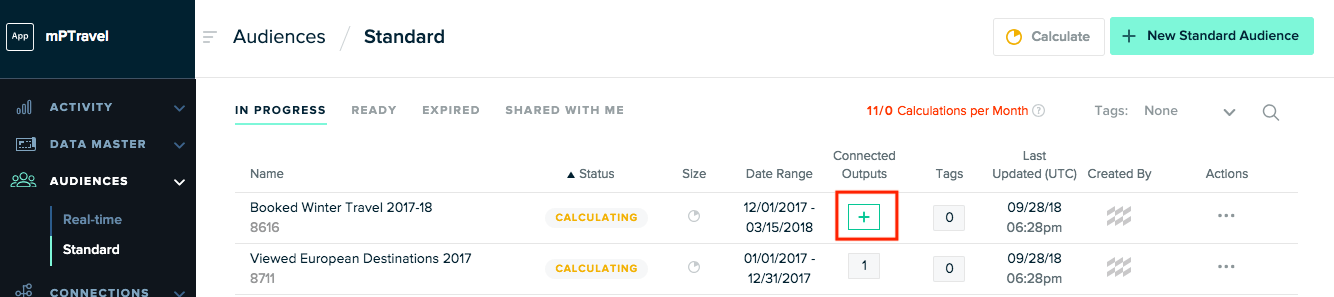 App mPTravel
Audiences / Standard
Calculate
+ New Standard Audience
ACTIVITY
DATA MASTER
AUDIENCES
Real-time
Standard
CONNECTIONS
IN PROGRESS READY EXPIRED SHARED WITH ME
11/0 Calculations per Month ?
Tags: None
Name ▲ Status Size Date Range Connected Outputs Tags Last Updated (UTC) Created By Actions
Booked Winter Travel 2017-18
8616
CALCULATING
12/01/2017 -
03/15/2018
+
0
09/28/18
06:28pm
...
Viewed European Destinations 2017
8711
CALCULATING
01/01/2017 -
12/31/2017
1
0
09/28/18
06:28pm
...